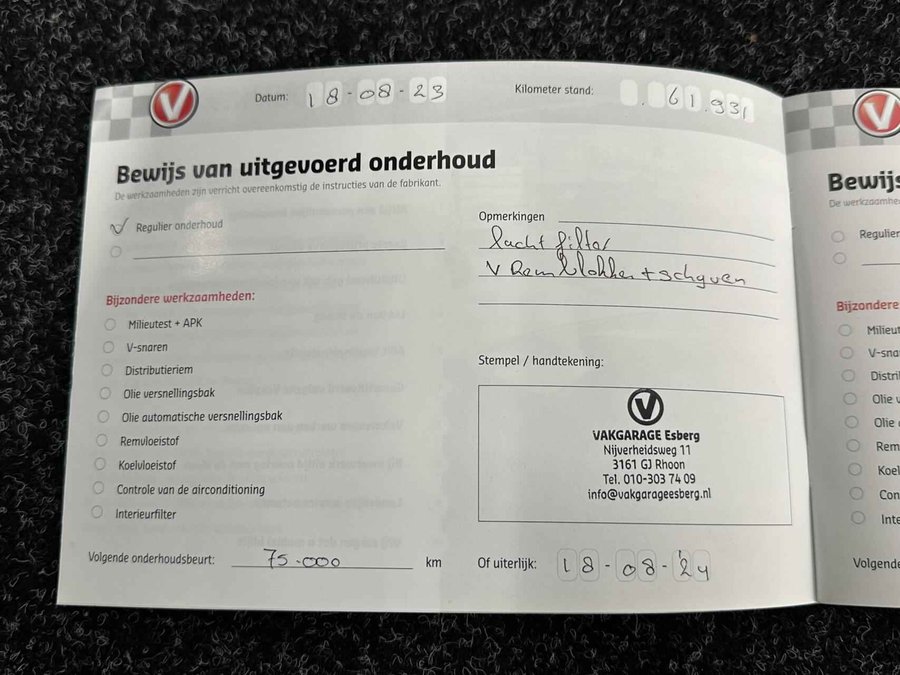 V
Datum: 18-08-23
Kilometer stand: 61.931
Bewijs van uitgevoerd onderhoud
De werkzaamheden zijn verricht overeenkomstig de instructies van de fabrikant.
Regulier onderhoud
Bijzondere werkzaamheden:
Milieutest + APK
V-snaren
Distributieriem
Olie versnellingsbak
Olie automatische versnellingsbak
Remvloeistof
Koelvloeistof
Controle van de airconditioning
Interieurfilter
Volgende onderhoudsbeurt: 75.000 km
Opmerkingen
lucht filter
V Remblokken + schyven
Stempel / handtekening:
V
VAKGARAGE Esberg
Nijverheidsweg 11
3161 GJ Rhoon
Tel. 010-303 74 09
info@vakgarageesberg.nl
Of uiterlijk: 18-08-24
V
Bewijs
De werkzaamhe
Regulier
Bijzondere
Milieut
V-sna
Distri
Olie v
Olie
Rem
Koel
Con
Inte
Volgende